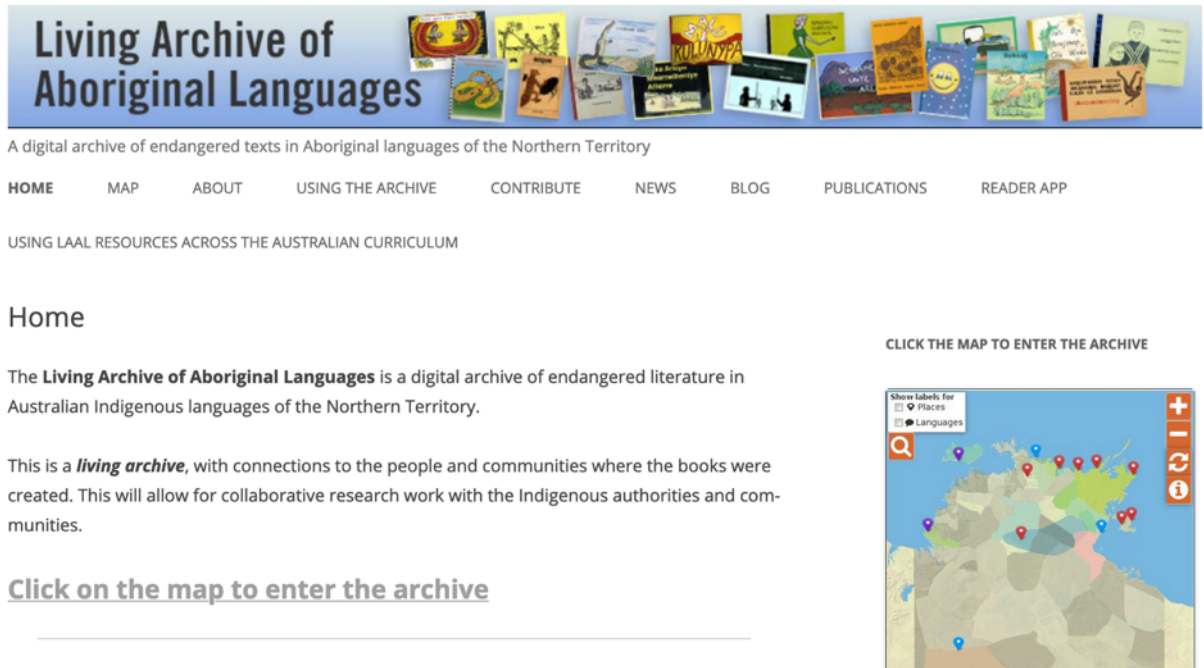 Living Archive of
Aboriginal Languages
KULUNYPA
A digital archive of endangered texts in Aboriginal languages of the Northern Territory
HOME MAP ABOUT USING THE ARCHIVE CONTRIBUTE NEWS BLOG PUBLICATIONS READER APP
USING LAAL RESOURCES ACROSS THE AUSTRALIAN CURRICULUM
Home
CLICK THE MAP TO ENTER THE ARCHIVE
The Living Archive of Aboriginal Languages is a digital archive of endangered literature in
Australian Indigenous languages of the Northern Territory.
Show labels for
Places
Languages
This is a living archive, with connections to the people and communities where the books were
created. This will allow for collaborative research work with the Indigenous authorities and com-
munities.
Click on the map to enter the archive